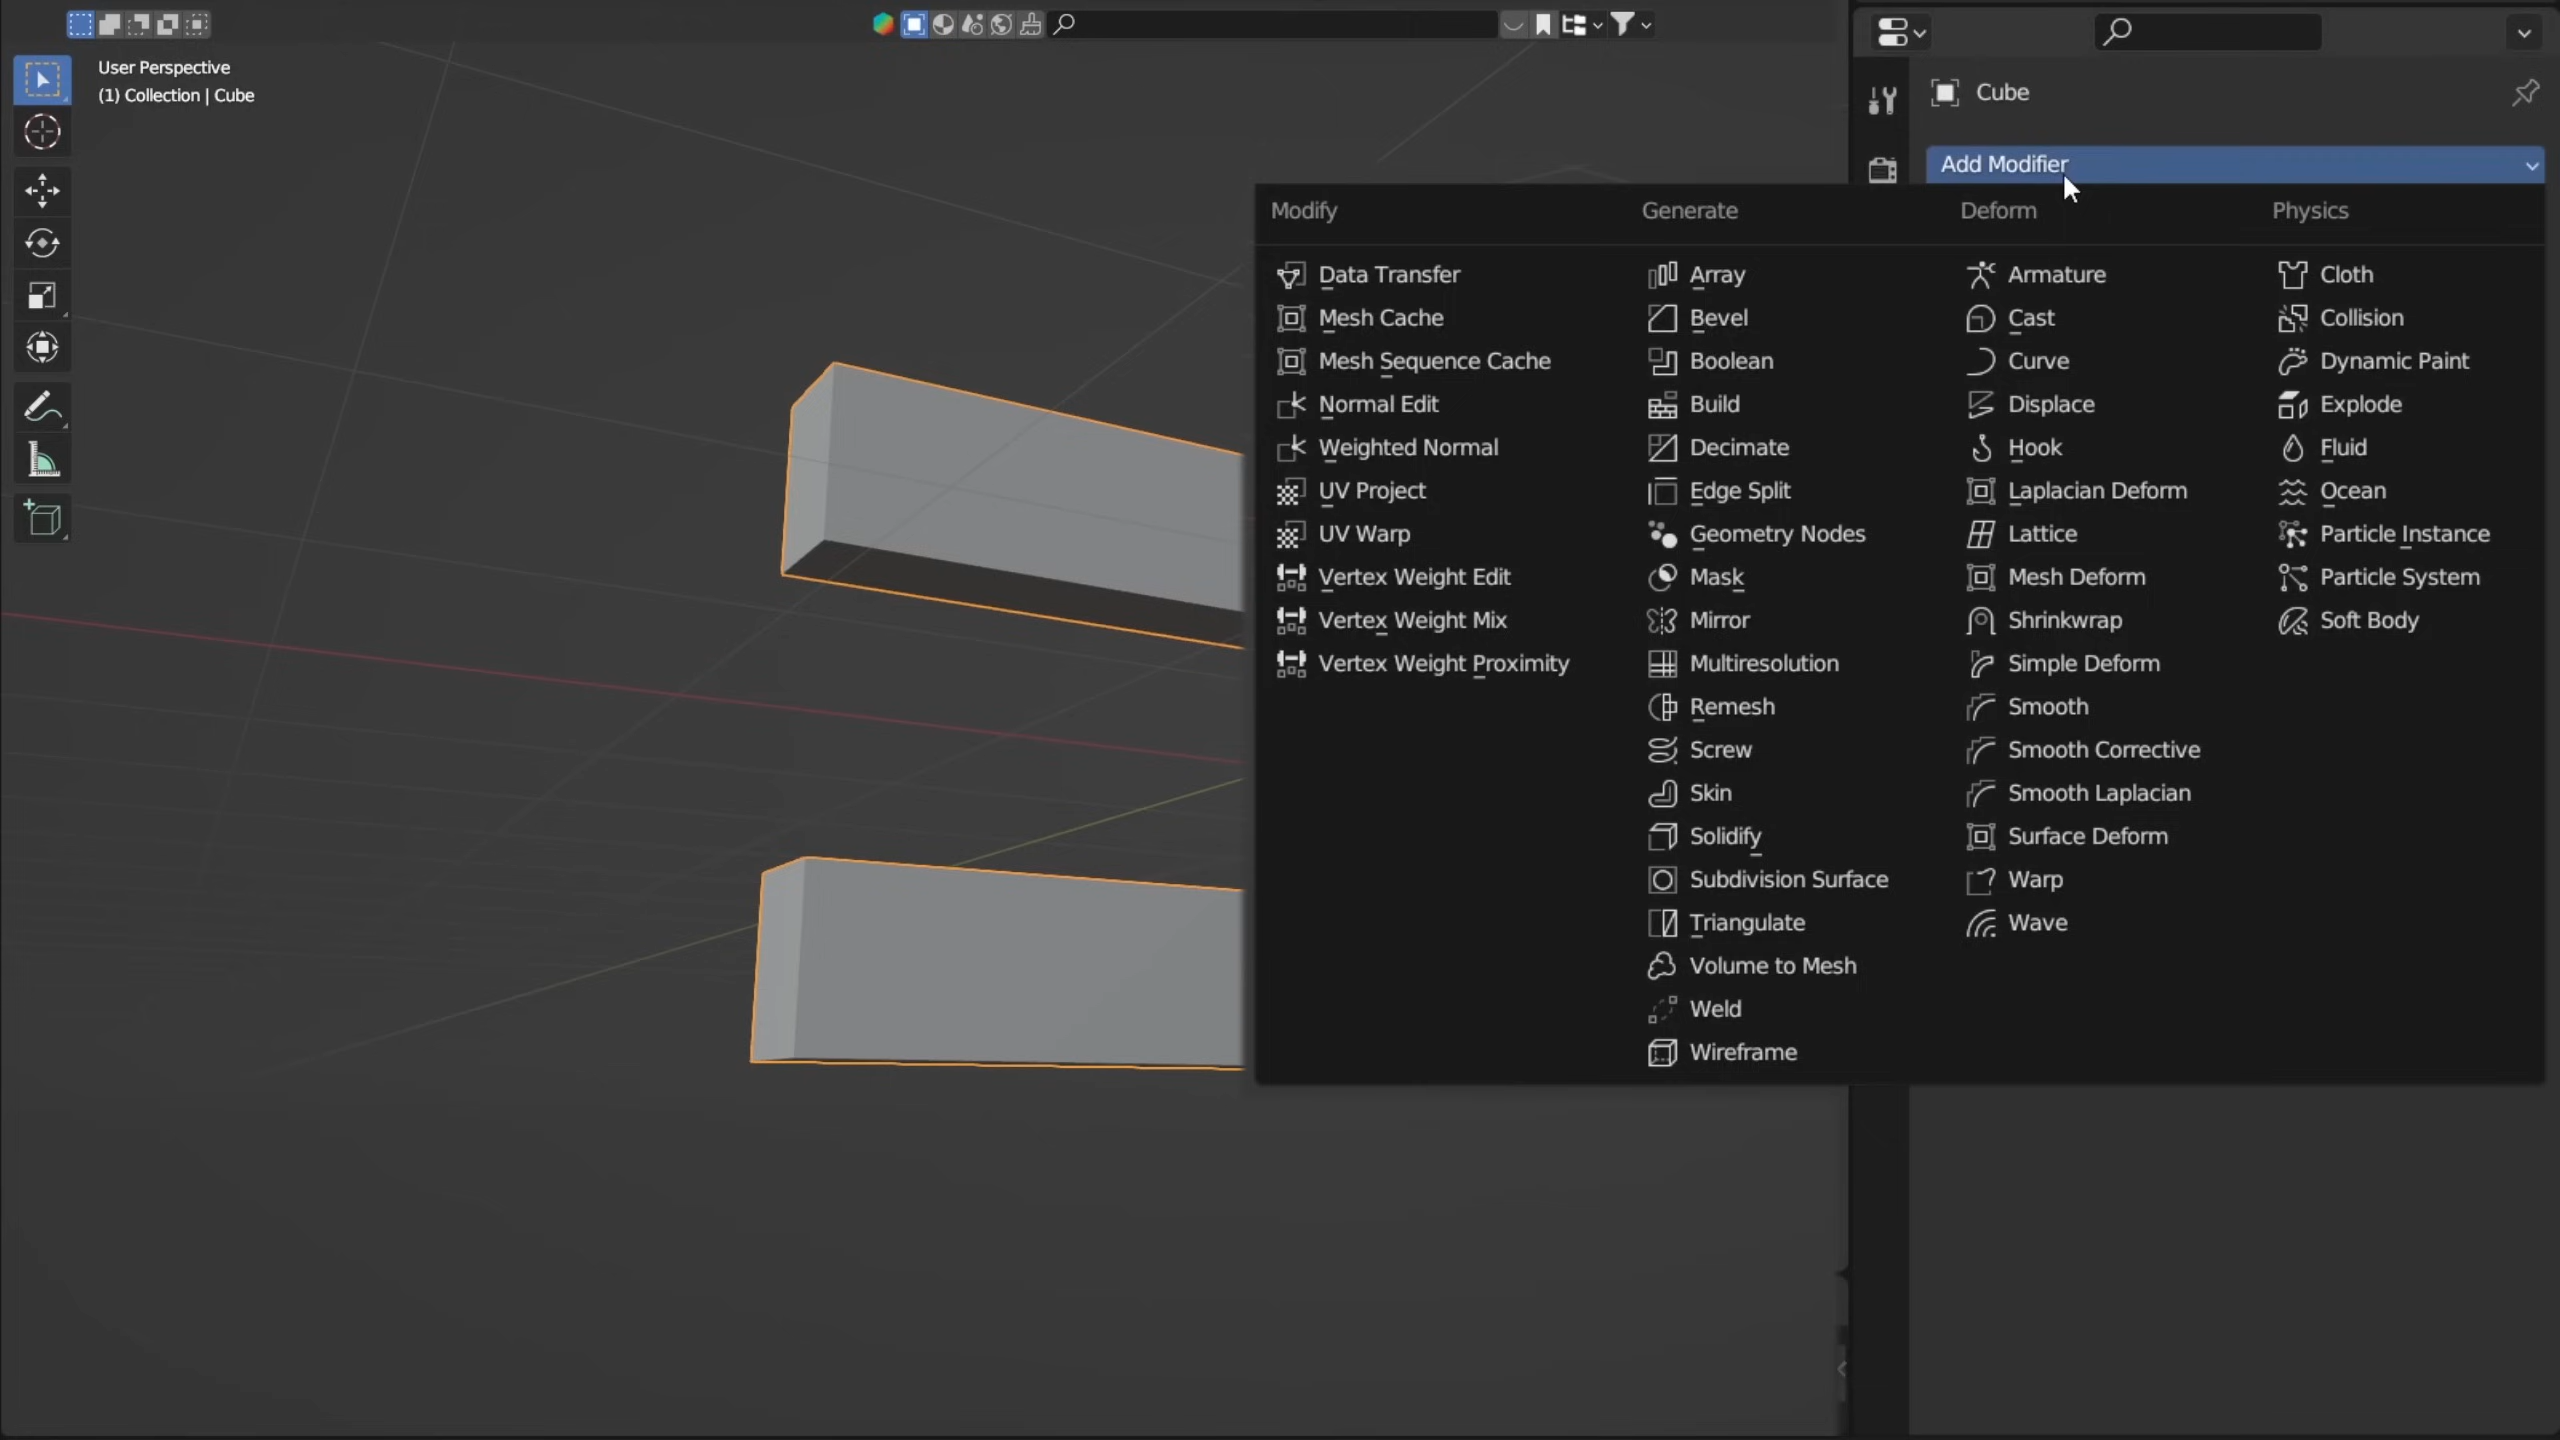 User Perspective
(1) Collection | Cube
Cube
Add Modifier
Modify
Data Transfer
Mesh Cache
Mesh Sequence Cache
Normal Edit
Weighted Normal
UV Project
UV Warp
Vertex Weight Edit
Vertex Weight Mix
Vertex Weight Proximity
Generate
Array
Bevel
Boolean
Build
Decimate
Edge Split
Geometry Nodes
Mask
Mirror
Multiresolution
Remesh
Screw
Skin
Solidify
Subdivision Surface
Triangulate
Volume to Mesh
Weld
Wireframe
Deform
Armature
Cast
Curve
Displace
Hook
Laplacian Deform
Lattice
Mesh Deform
Shrinkwrap
Simple Deform
Smooth
Smooth Corrective
Smooth Laplacian
Surface Deform
Warp
Wave
Physics
Cloth
Collision
Dynamic Paint
Explode
Fluid
Ocean
Particle Instance
Particle System
Soft Body